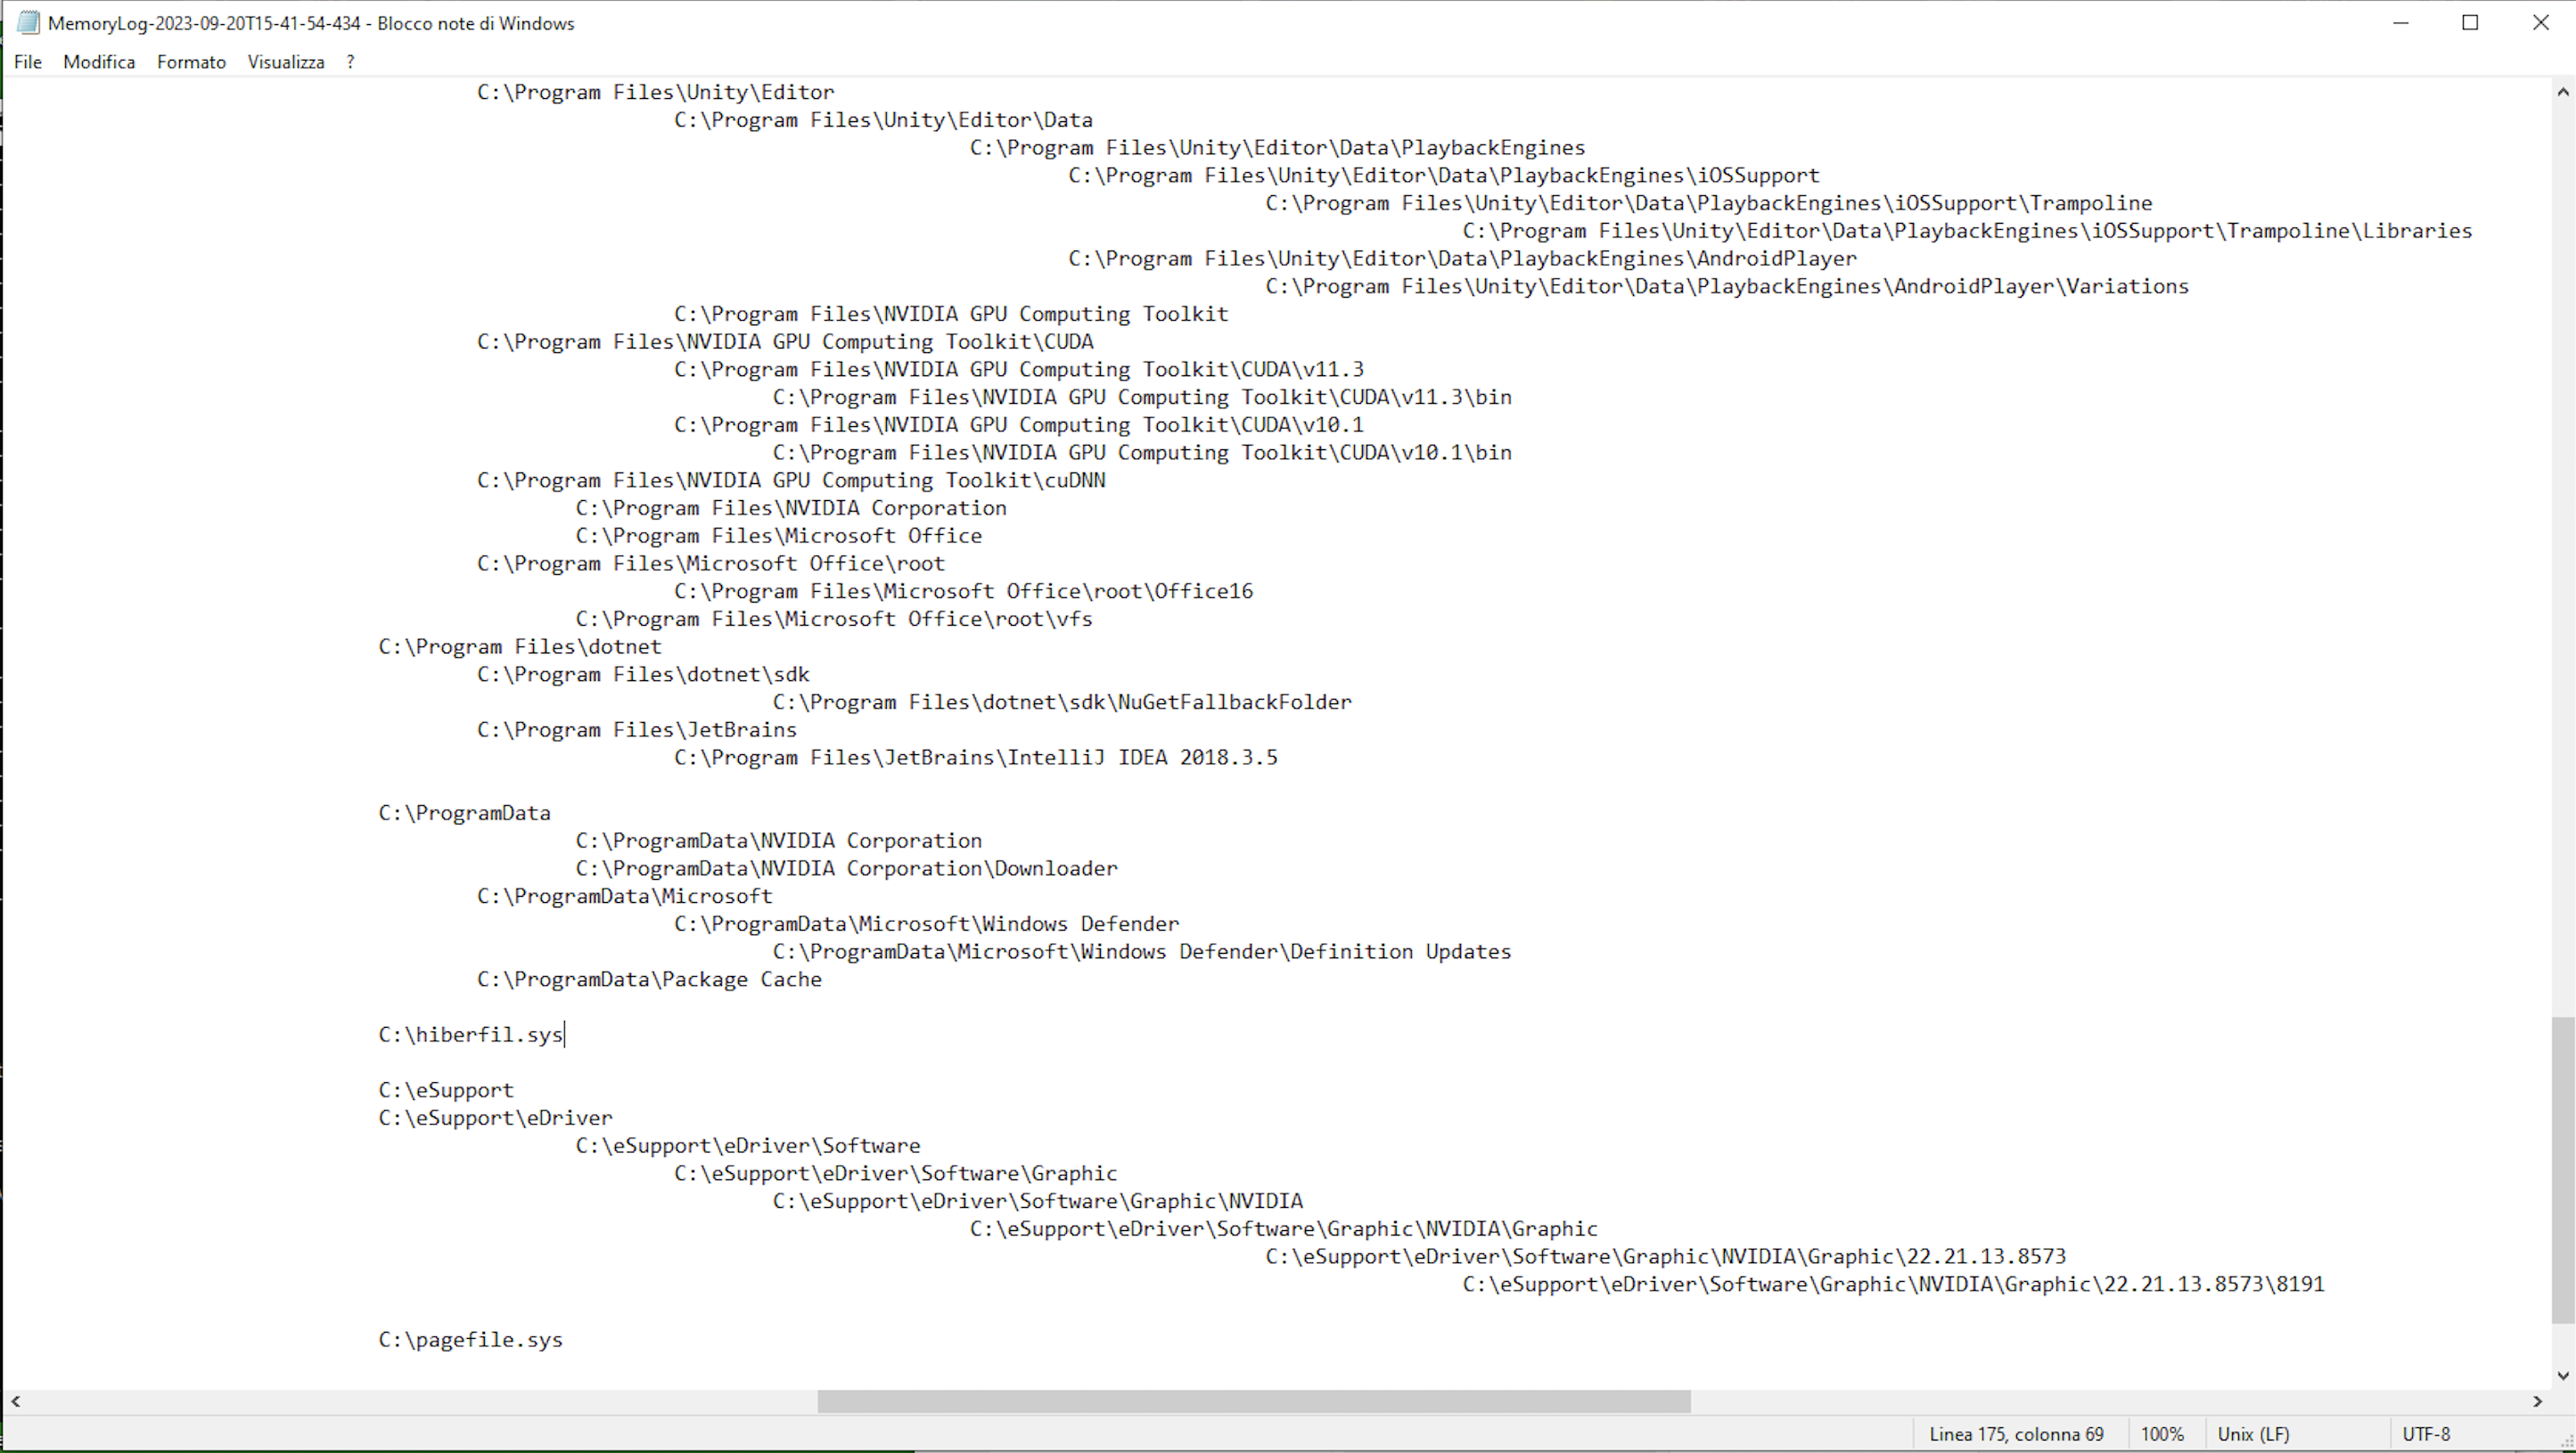 MemoryLog-2023-09-20T15-41-54-434 - Blocco note di Windows
File Modifica Formato Visualizza ?
C:\Program Files\Unity\Editor
C:\Program Files\Unity\Editor\Data
C:\Program Files\Unity\Editor\Data\PlaybackEngines
C:\Program Files\Unity\Editor\Data\PlaybackEngines\iOSSupport
C:\Program Files\Unity\Editor\Data\PlaybackEngines\iOSSupport\Trampoline
C:\Program Files\Unity\Editor\Data\PlaybackEngines\iOSSupport\Trampoline\Libraries
C:\Program Files\Unity\Editor\Data\PlaybackEngines\AndroidPlayer
C:\Program Files\Unity\Editor\Data\PlaybackEngines\AndroidPlayer\Variations
C:\Program Files\NVIDIA GPU Computing Toolkit
C:\Program Files\NVIDIA GPU Computing Toolkit\CUDA
C:\Program Files\NVIDIA GPU Computing Toolkit\CUDA\v11.3
C:\Program Files\NVIDIA GPU Computing Toolkit\CUDA\v11.3\bin
C:\Program Files\NVIDIA GPU Computing Toolkit\CUDA\v10.1
C:\Program Files\NVIDIA GPU Computing Toolkit\CUDA\v10.1\bin
C:\Program Files\NVIDIA GPU Computing Toolkit\cuDNN
C:\Program Files\NVIDIA Corporation
C:\Program Files\Microsoft Office
C:\Program Files\Microsoft Office\root
C:\Program Files\Microsoft Office\root\Office16
C:\Program Files\Microsoft Office\root\vfs
C:\Program Files\dotnet
C:\Program Files\dotnet\sdk
C:\Program Files\dotnet\sdk\NuGetFallbackFolder
C:\Program Files\JetBrains
C:\Program Files\JetBrains\IntelliJ IDEA 2018.3.5
C:\ProgramData
C:\ProgramData\NVIDIA Corporation
C:\ProgramData\NVIDIA Corporation\Downloader
C:\ProgramData\Microsoft
C:\ProgramData\Microsoft\Windows Defender
C:\ProgramData\Microsoft\Windows Defender\Definition Updates
C:\ProgramData\Package Cache
C:\hiberfil.sys
C:\eSupport
C:\eSupport\eDriver
C:\eSupport\eDriver\Software
C:\eSupport\eDriver\Software\Graphic
C:\eSupport\eDriver\Software\Graphic\NVIDIA
C:\eSupport\eDriver\Software\Graphic\NVIDIA\Graphic
C:\eSupport\eDriver\Software\Graphic\NVIDIA\Graphic\22.21.13.8573
C:\eSupport\eDriver\Software\Graphic\NVIDIA\Graphic\22.21.13.8573\8191
C:\pagefile.sys
Linea 175, colonna 69 100% Unix (LF) UTF-8